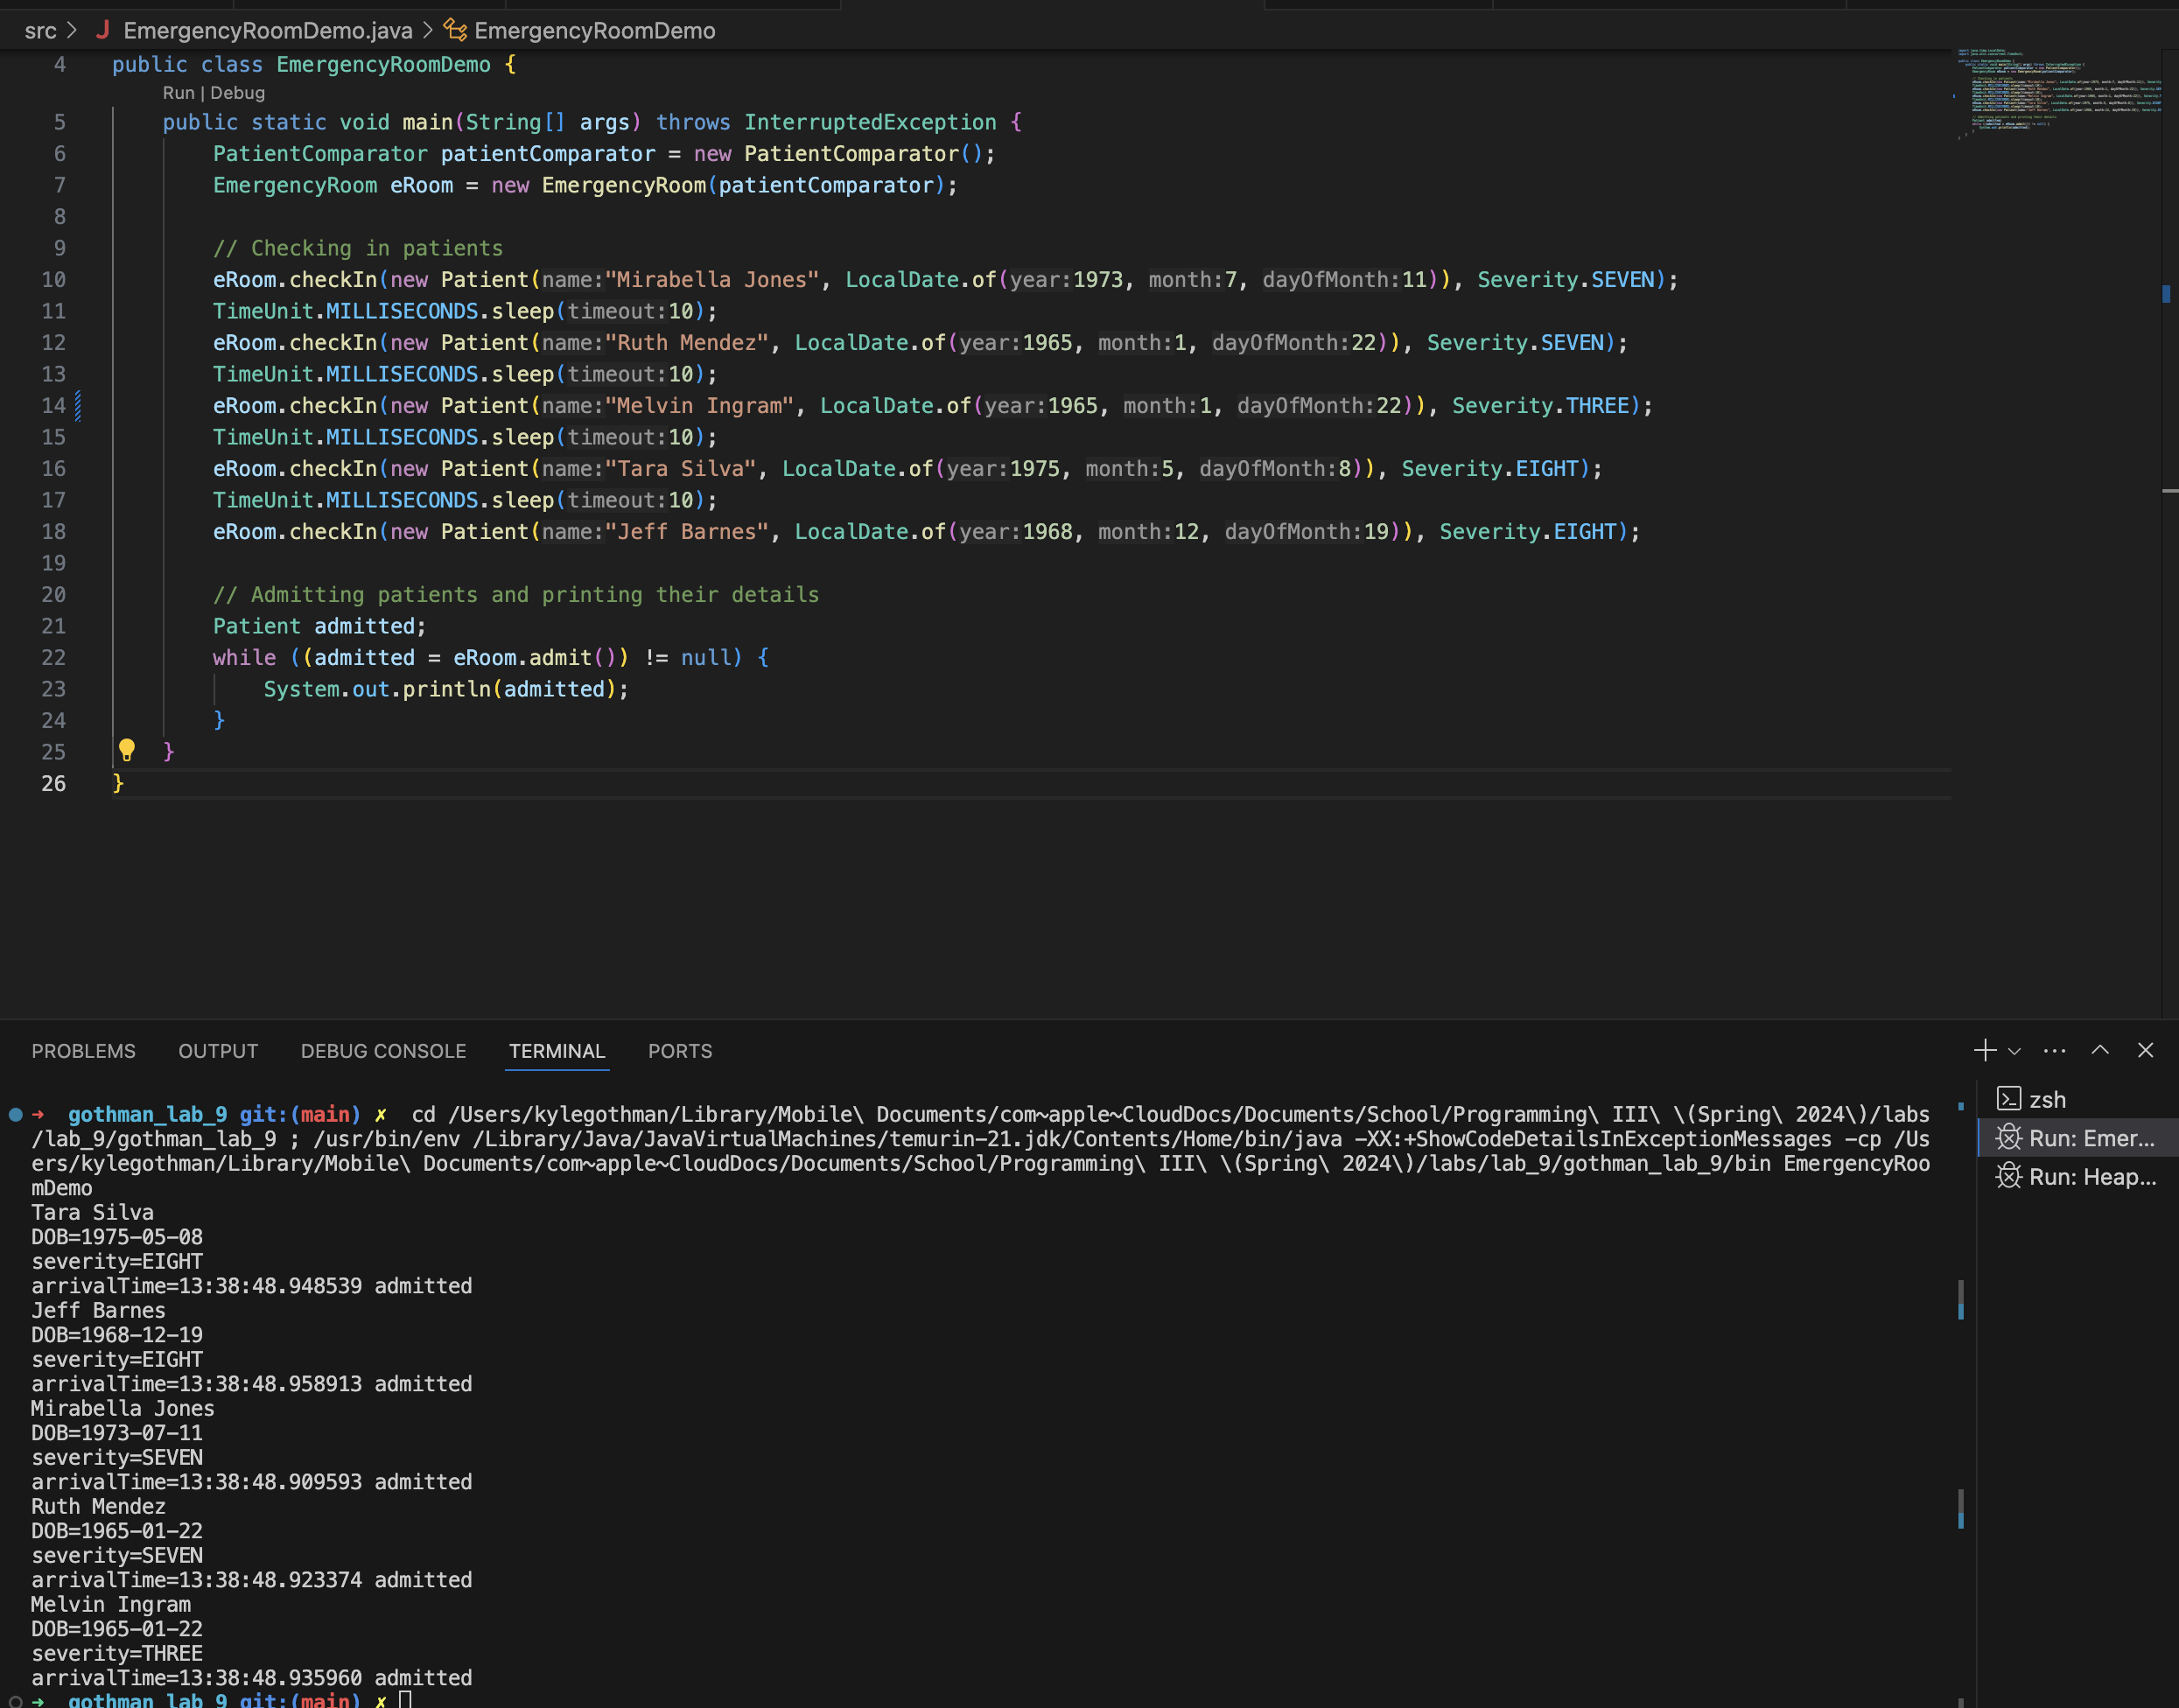 src > J EmergencyRoomDemo.java > EmergencyRoomDemo
4 public class EmergencyRoomDemo {
Run | Debug
5 public static void main(String[] args) throws InterruptedException {
6 PatientComparator patientComparator = new PatientComparator();
7 EmergencyRoom eRoom = new EmergencyRoom(patientComparator);
8
9 // Checking in patients
10 eRoom.checkIn(new Patient(name:"Mirabella Jones", LocalDate.of(year:1973, month:7, dayOfMonth:11)), Severity.SEVEN);
11 TimeUnit.MILLISECONDS.sleep(timeout:10);
12 eRoom.checkIn(new Patient(name:"Ruth Mendez", LocalDate.of(year:1965, month:1, dayOfMonth:22)), Severity.SEVEN);
13 TimeUnit.MILLISECONDS.sleep(timeout:10);
14 eRoom.checkIn(new Patient(name:"Melvin Ingram", LocalDate.of(year:1965, month:1, dayOfMonth:22)), Severity.THREE);
15 TimeUnit.MILLISECONDS.sleep(timeout:10);
16 eRoom.checkIn(new Patient(name:"Tara Silva", LocalDate.of(year:1975, month:5, dayOfMonth:8)), Severity.EIGHT);
17 TimeUnit.MILLISECONDS.sleep(timeout:10);
18 eRoom.checkIn(new Patient(name:"Jeff Barnes", LocalDate.of(year:1968, month:12, dayOfMonth:19)), Severity.EIGHT);
19
20 // Admitting patients and printing their details
21 Patient admitted;
22 while ((admitted = eRoom.admit()) != null) {
23 System.out.println(admitted);
24 }
25 }
26 }
PROBLEMS OUTPUT DEBUG CONSOLE TERMINAL PORTS
➜ gothman_lab_9 git:(main) ✗ cd /Users/kylegothman/Library/Mobile\ Documents/com~apple~CloudDocs/Documents/School/Programming\ III\ \(Spring\ 2024\)/labs
/lab_9/gothman_lab_9 ; /usr/bin/env /Library/Java/JavaVirtualMachines/temurin-21.jdk/Contents/Home/bin/java -XX:+ShowCodeDetailsInExceptionMessages -cp /Us
ers/kylegothman/Library/Mobile\ Documents/com~apple~CloudDocs/Documents/School/Programming\ III\ \(Spring\ 2024\)/labs/lab_9/gothman_lab_9/bin EmergencyRoo
mDemo
Tara Silva
DOB=1975-05-08
severity=EIGHT
arrivalTime=13:38:48.948539 admitted
Jeff Barnes
DOB=1968-12-19
severity=EIGHT
arrivalTime=13:38:48.958913 admitted
Mirabella Jones
DOB=1973-07-11
severity=SEVEN
arrivalTime=13:38:48.909593 admitted
Ruth Mendez
DOB=1965-01-22
severity=SEVEN
arrivalTime=13:38:48.923374 admitted
Melvin Ingram
DOB=1965-01-22
severity=THREE
arrivalTime=13:38:48.935960 admitted
➜ gothman_lab_9 git:(main) ✗
zsh
Run: Emer...
Run: Heap...